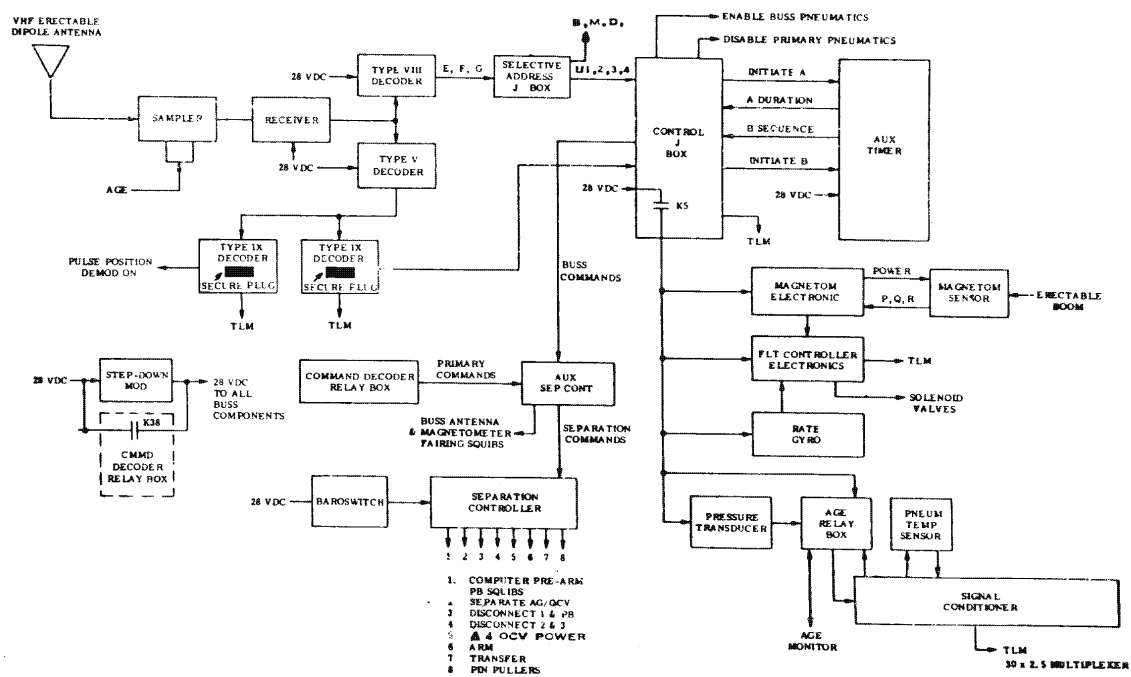 VHF ERECTABLE
DIPOLE ANTENNA
B, M, D,
ENABLE BUSS PNEUMATICS
DISABLE PRIMARY PNEUMATICS
28 VDC
TYPE VIII
DECODER
E, F, G
SELECTIVE
ADDRESS
J BOX
U1, 2, 3, 4
INITIATE A
A DURATION
B SEQUENCE
INITIATE B
28 VDC
AUX
TIMER
CONTROL
J
BOX
SAMPLER
RECEIVER
28 VDC
TYPE V
DECODER
AGE
28 VDC
K5
TLM
TYPE IX
DECODER
SECURE PLUG
TYPE IX
DECODER
SECURE PLUG
PULSE POSITION
DEMOD ON
TLM
TLM
BUSS
COMMANDS
MAGNETOM
ELECTRONIC
POWER
P, Q, R
MAGNETOM
SENSOR
ERECTABLE
BOOM
FLT CONTROLLER
ELECTRONICS
TLM
SOLENOID
VALVES
RATE
GYRO
28 VDC
STEP-DOWN
MOD
28 VDC
TO ALL
BUSS
COMPONENTS
K38
CMMD
DECODER
RELAY BOX
COMMAND DECODER
RELAY BOX
PRIMARY
COMMANDS
AUX
SEP CONT
BUSS ANTENNA
& MAGNETOMETER
FAIRING SQUIBS
SEPARATION
COMMANDS
28 VDC
BAROSWITCH
SEPARATION
CONTROLLER
PRESSURE
TRANSDUCER
AGE
RELAY
BOX
PNEUM
TEMP
SENSOR
SIGNAL
CONDITIONER
AGE
MONITOR
TLM
30 x 2.5 MULTIPLEXER
1 2 3 4 5 6 7 8
1. COMPUTER PRE-ARM
PB SQUIBS
2 SEPARATE AG/OCV
3 DISCONNECT 1 & PB
4 DISCONNECT 2 & 3
5 4 OCV POWER
6 ARM
7 TRANSFER
8 PIN PULLERS